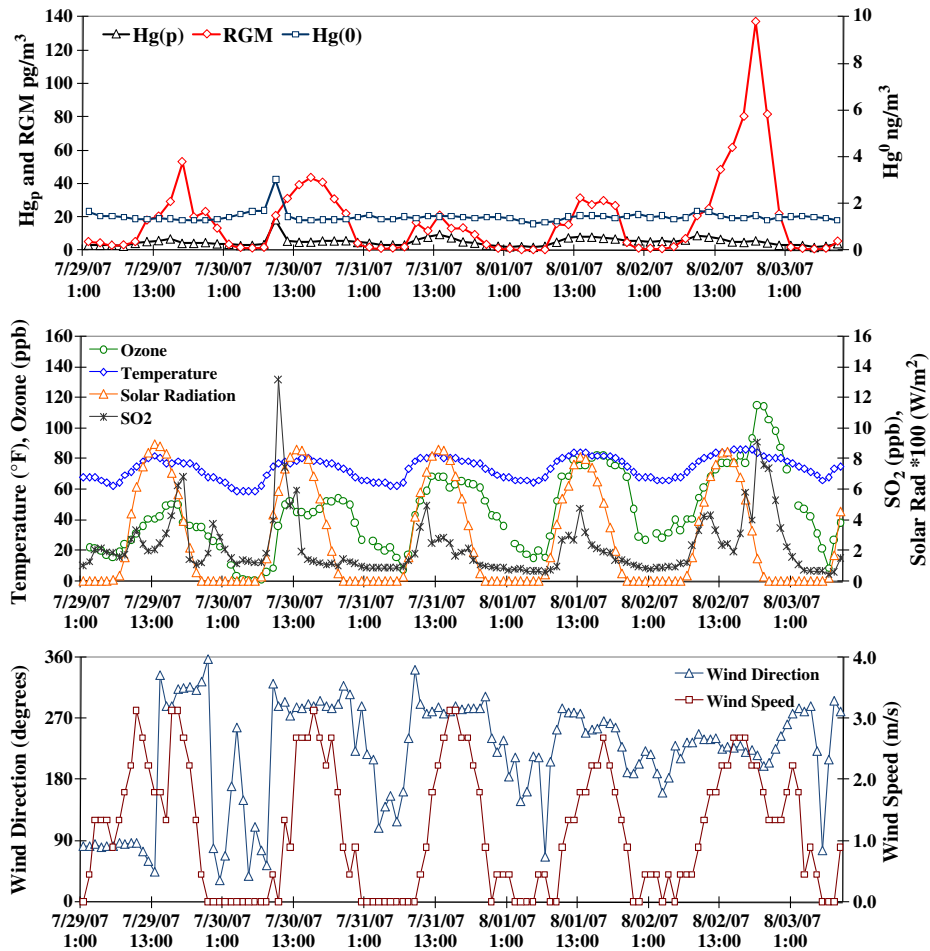 140
120
100
80
60
40
20
0
Hgp and RGM pg/m3
Hg(p) RGM Hg(0)
10
8
6
4
2
0
Hg0 ng/m3
7/29/07 7/29/07 7/30/07 7/30/07 7/31/07 7/31/07 8/01/07 8/01/07 8/02/07 8/02/07 8/03/07
1:00 13:00 1:00 13:00 1:00 13:00 1:00 13:00 1:00 13:00 1:00
160
140
120
100
80
60
40
20
0
Temperature (°F), Ozone (ppb)
Ozone
Temperature
Solar Radiation
SO2
16
14
12
10
8
6
4
2
0
SO2 (ppb),
Solar Rad *100 (W/m2)
7/29/07 7/29/07 7/30/07 7/30/07 7/31/07 7/31/07 8/01/07 8/01/07 8/02/07 8/02/07 8/03/07
1:00 13:00 1:00 13:00 1:00 13:00 1:00 13:00 1:00 13:00 1:00
360
270
180
90
0
Wind Direction (degrees)
Wind Direction
Wind Speed
4.0
3.0
2.0
1.0
0.0
Wind Speed (m/s)
7/29/07 7/29/07 7/30/07 7/30/07 7/31/07 7/31/07 8/01/07 8/01/07 8/02/07 8/02/07 8/03/07
1:00 13:00 1:00 13:00 1:00 13:00 1:00 13:00 1:00 13:00 1:00